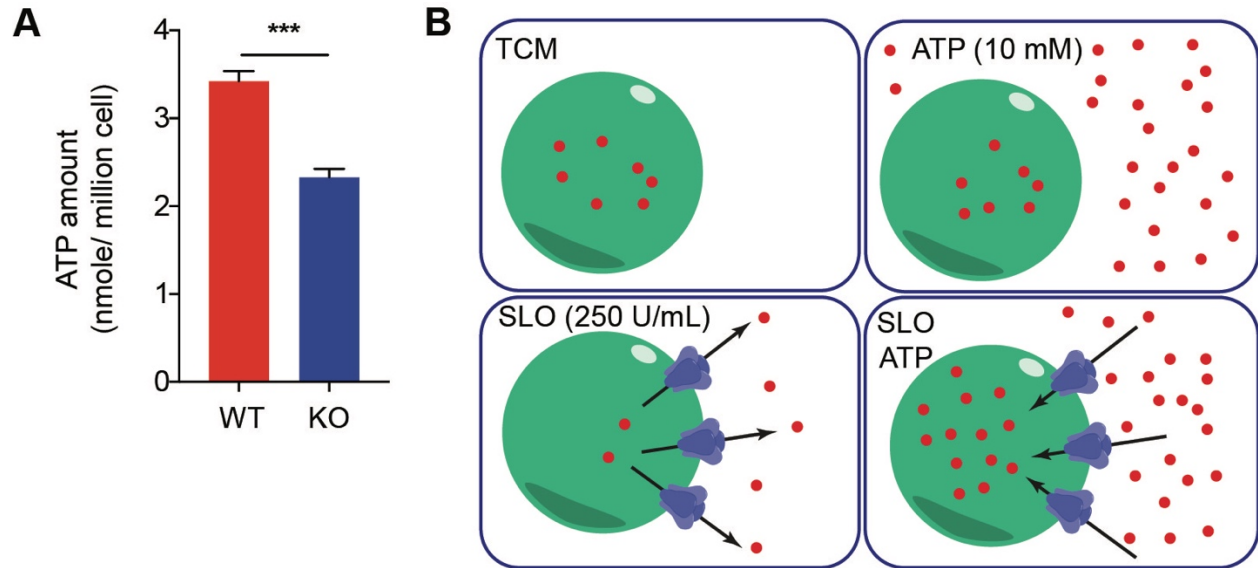 A
ATP amount
(nmole/ million cell)
4
3
2
1
0
***
WT
KO
B
TCM
ATP (10 mM)
SLO (250 U/mL)
SLO
ATP